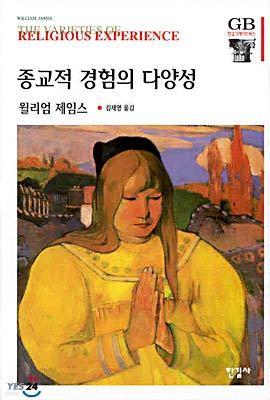 WILLIAM JAMES
THE VARIETIES OF
RELIGIOUS EXPERIENCE
GB
한길그레이트북스
종교적 경험의 다양성
윌리엄 제임스
김재영 옮김
한길사
YES24